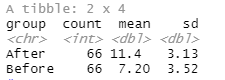 A tibble: 2 x 4
group count mean sd
<chr> <int> <dbl> <dbl>
After 66 11.4 3.13
Before 66 7.20 3.52